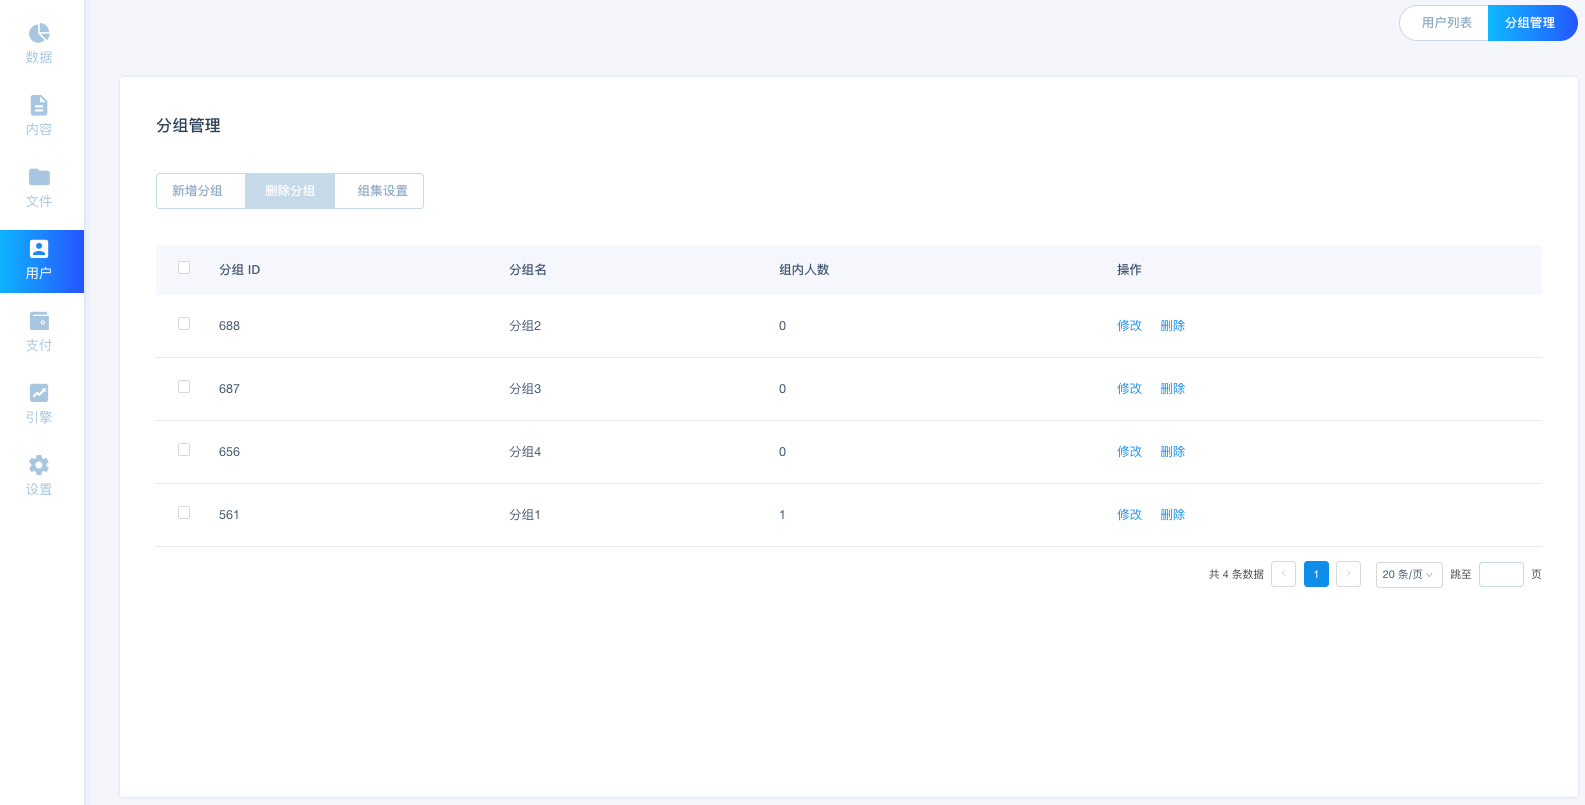 数据
内容
文件
用户
支付
引擎
设置
用户列表 分组管理
分组管理
新增分组 删除分组 组集设置
分组 ID 分组名 组内人数 操作
688 分组2 0 修改 删除
687 分组3 0 修改 删除
656 分组4 0 修改 删除
561 分组1 1 修改 删除
共 4 条数据 1 20 条/页 跳至 页